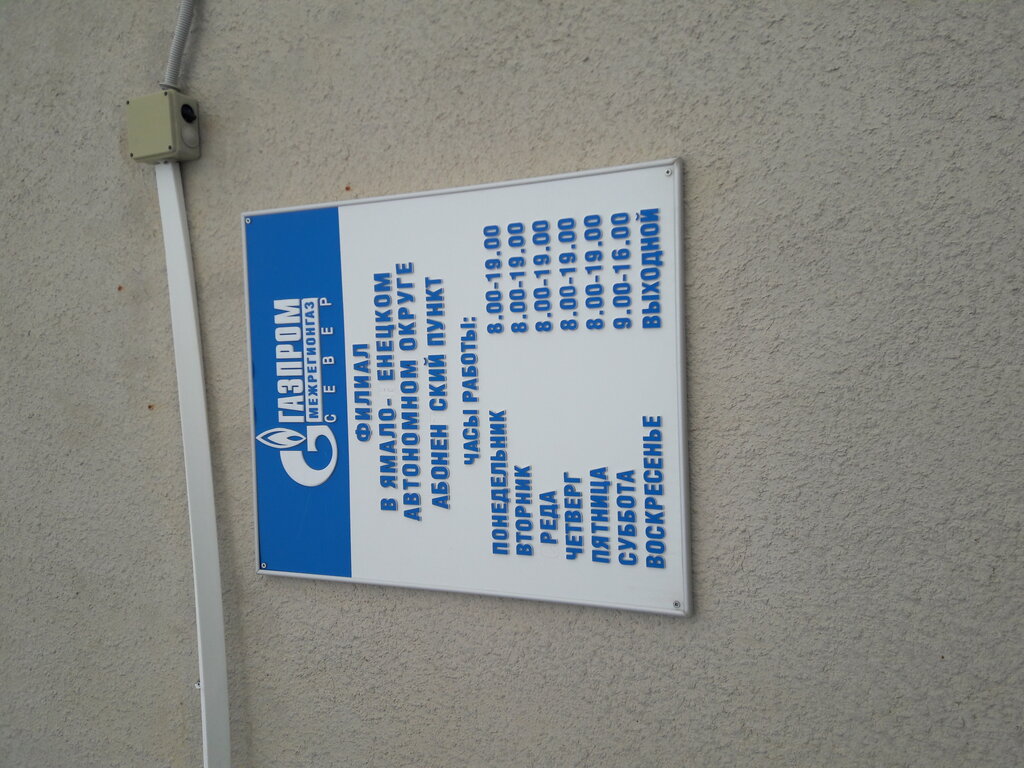 ГАЗПРОМ
МЕЖРЕГИОНГАЗ
СЕВЕР
ФИЛИАЛ
В ЯМАЛО- ЕНЕЦКОМ
АВТОНОМНОМ ОКРУГЕ
АБОНЕН СКИЙ ПУНКТ
ЧАСЫ РАБОТЫ:
ПОНЕДЕЛЬНИК 8.00-19.00
ВТОРНИК 8.00-19.00
РЕДА 8.00-19.00
ЧЕТВЕРГ 8.00-19.00
ПЯТНИЦА 8.00-19.00
СУББОТА 9.00-16.00
ВОСКРЕСЕНЬЕ ВЫХОДНОЙ